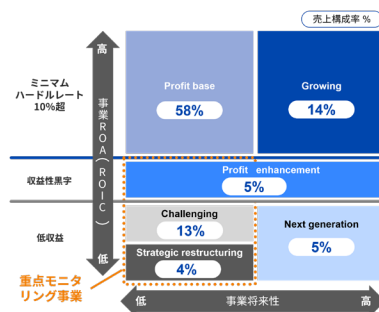 売上構成率 %
高
ミニマム
ハードルレート
10%超
事業ROA(ROIC)
Profit base
58%
Growing
14%
収益性黒字
Profit enhancement
5%
低収益
Challenging
13%
Next generation
5%
Strategic restructuring
4%
低
重点モニタ
リング事業
低
事業将来性
高